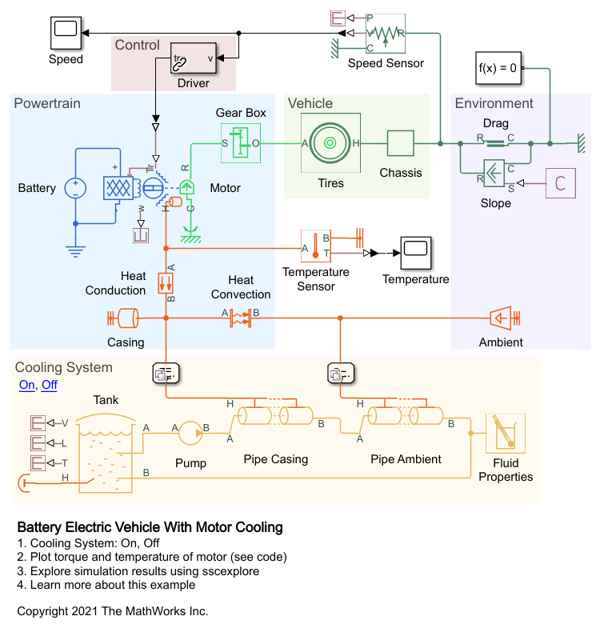 P
V
R
C
Speed
Speed Sensor
Control
tr
v
Driver
f(x) = 0
Powertrain
Vehicle
Environment
Gear Box
Drag
S
O
A
H
R
C
Battery
+
-
Tr
R
Motor
Tires
Chassis
C
R
S
C
Slope
w
H
C
A
B
T
A
B
Heat
Conduction
Temperature
Sensor
Temperature
Heat
Convection
A
B
Casing
Ambient
Cooling System
On, Off
F..
F..
Tank
H
H
V
L
T
H
A
A
B
A
B
A
B
B
Pump
Pipe Casing
Pipe Ambient
Fluid
Properties
Battery Electric Vehicle With Motor Cooling
1. Cooling System: On, Off
2. Plot torque and temperature of motor (see code)
3. Explore simulation results using sscexplore
4. Learn more about this example
Copyright 2021 The MathWorks Inc.